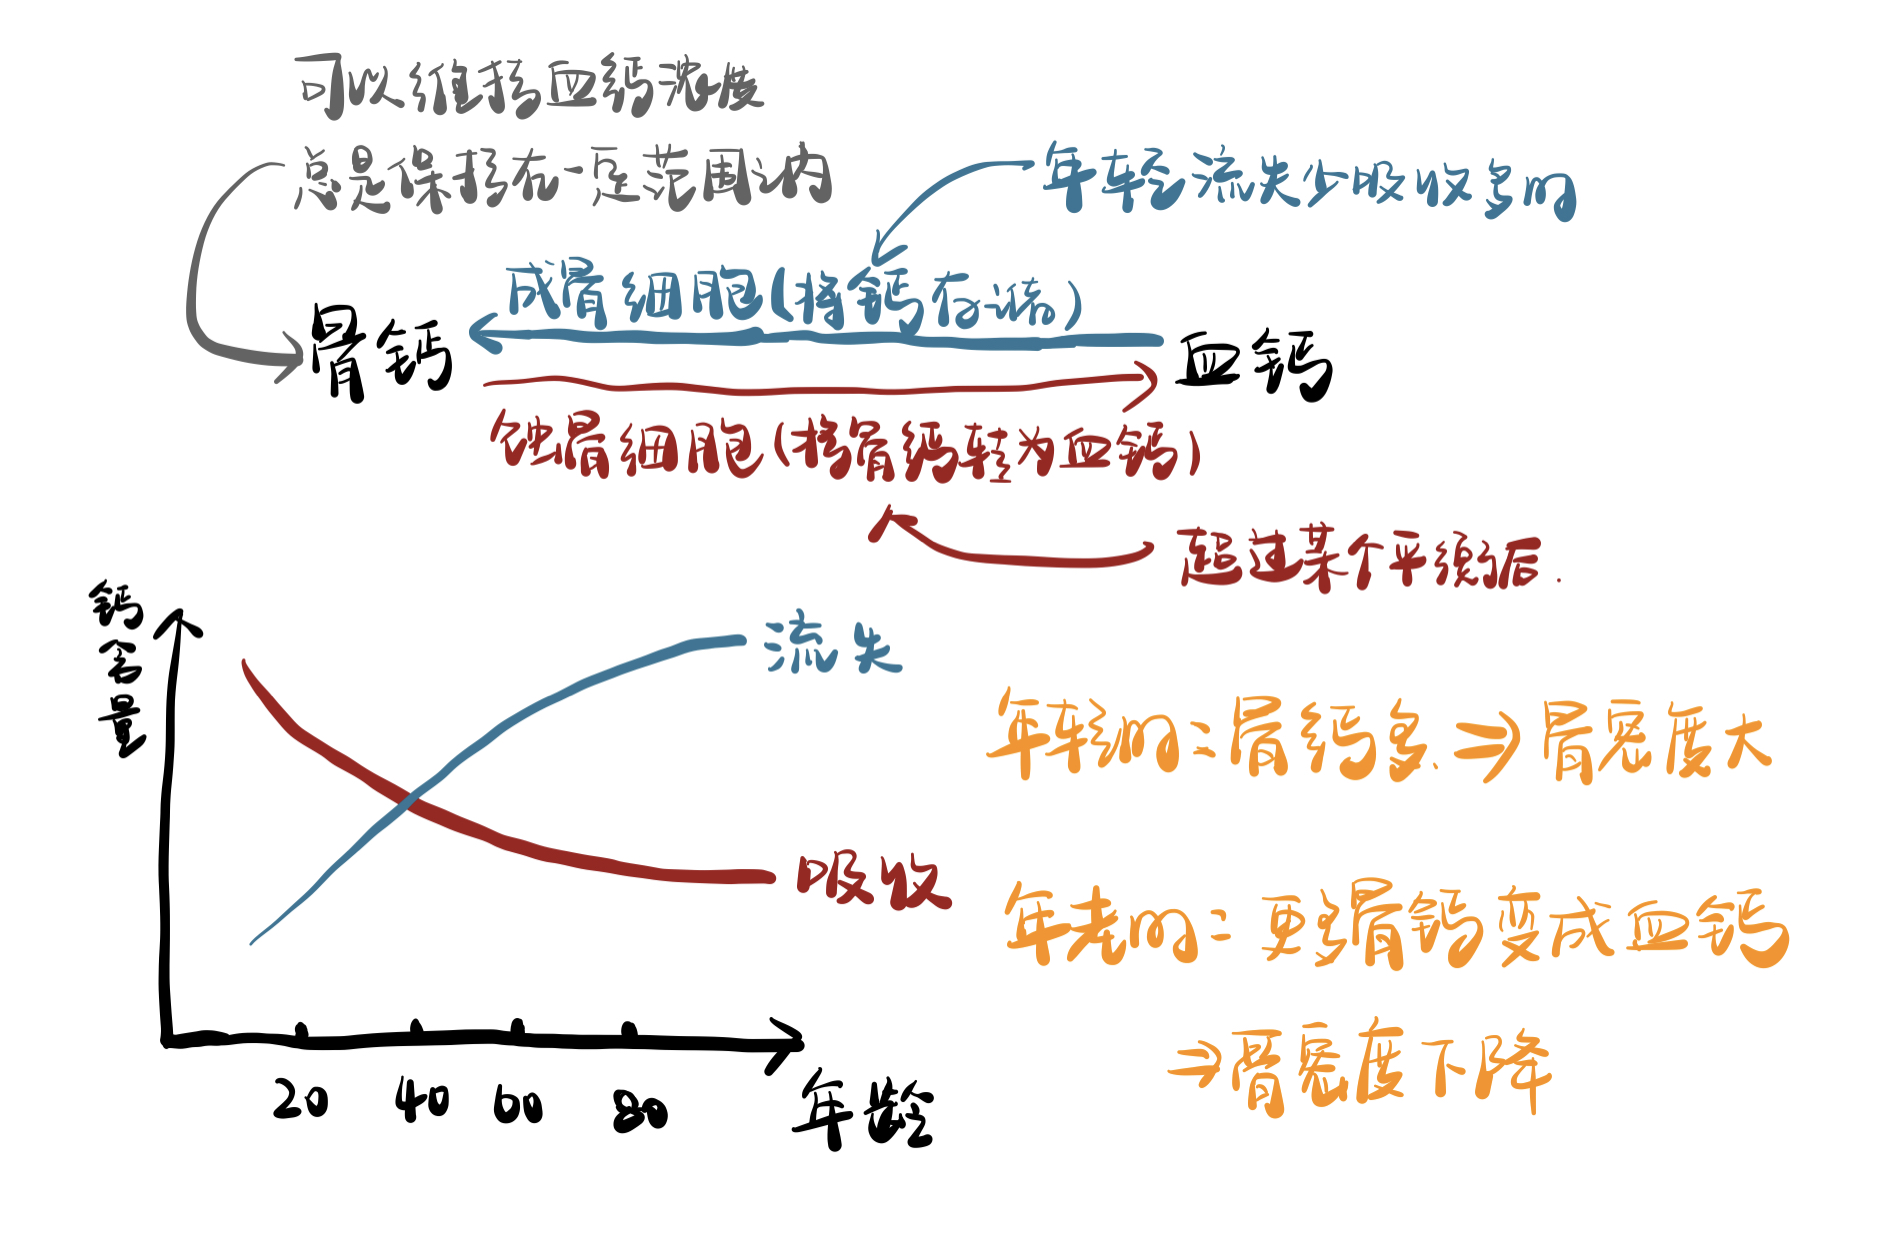 可以维持血钙浓度
总是保持在一定范围之内
年轻流失少吸收多的
成骨细胞(将钙存储)
骨钙
血钙
蚀骨细胞(将骨钙转为血钙)
超过某个平衡后.
钙含量
流失
吸收
20 40 60 80
年龄
年轻的:骨钙多.⇒骨密度大
年老的:更多骨钙变成血钙
⇒骨密度下降